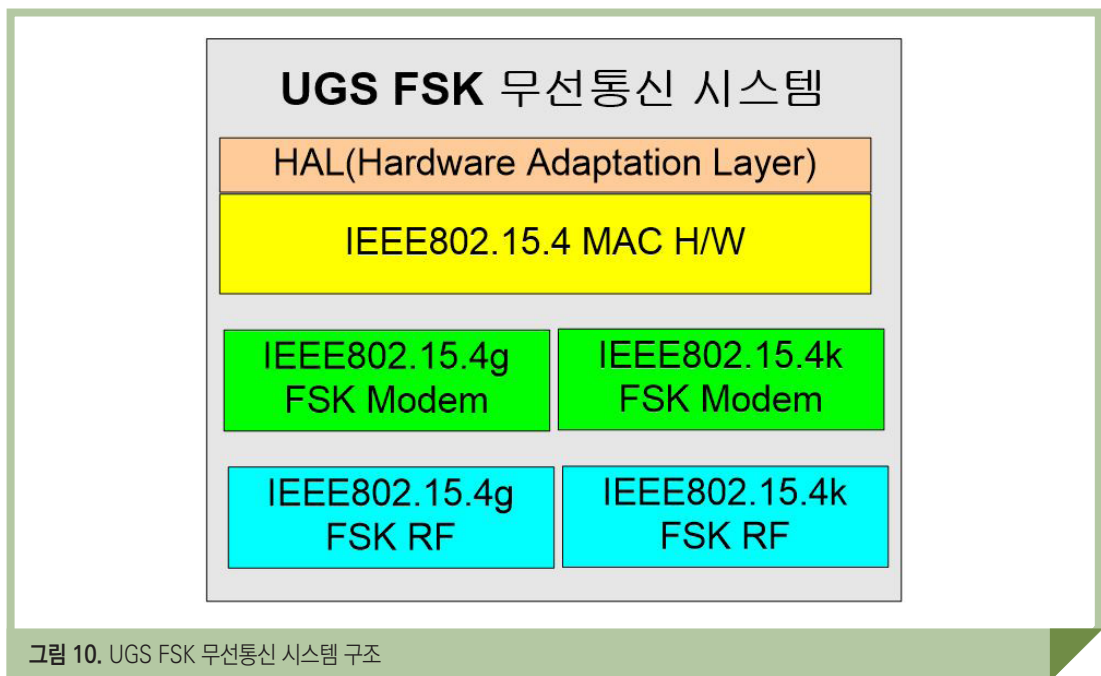 UGS FSK 무선통신 시스템
HAL(Hardware Adaptation Layer)
IEEE802.15.4 MAC H/W
IEEE802.15.4g
FSK Modem
IEEE802.15.4k
FSK Modem
IEEE802.15.4g
FSK RF
IEEE802.15.4k
FSK RF
그림 10. UGS FSK 무선통신 시스템 구조